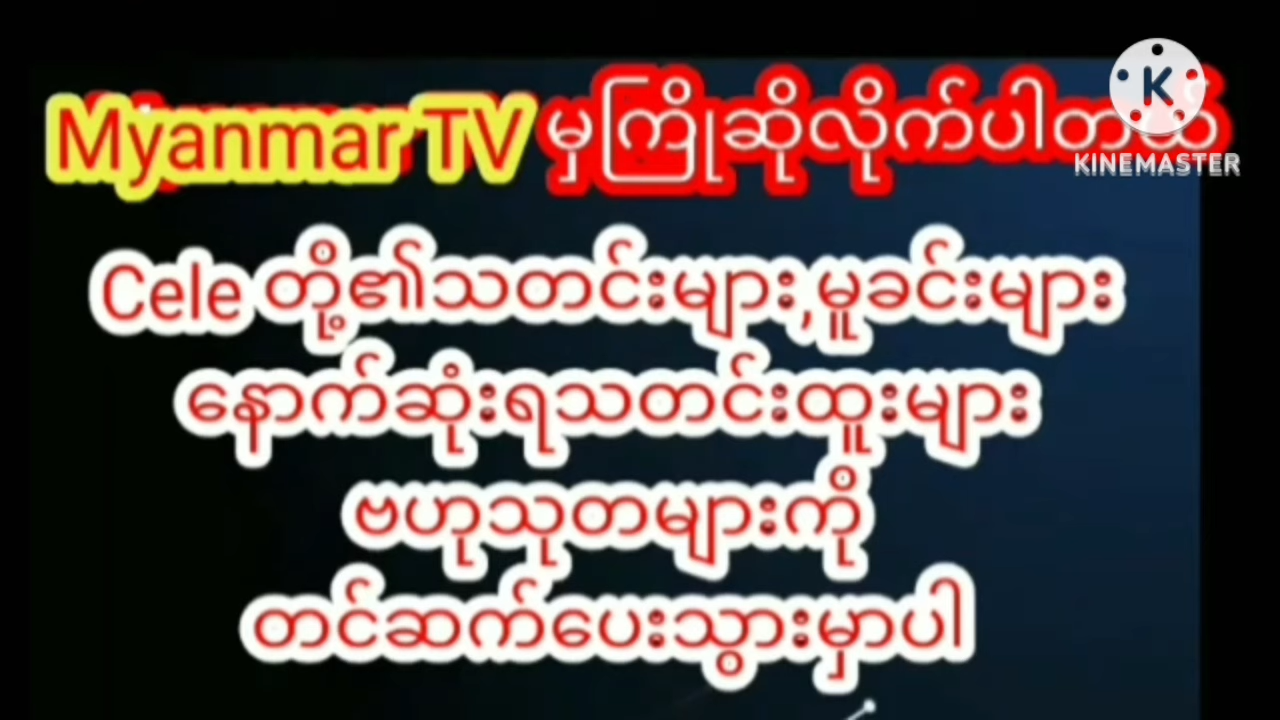 Myanmar TV မှကြိုဆိုလိုက်ပါတယ်
KINEMASTER
Cele တို့၏သတင်းများ,မူခင်းများ
နောက်ဆုံးရသတင်းထူးများ
ဗဟုသုတများကို
တင်ဆက်ပေးသွားမှာပါ